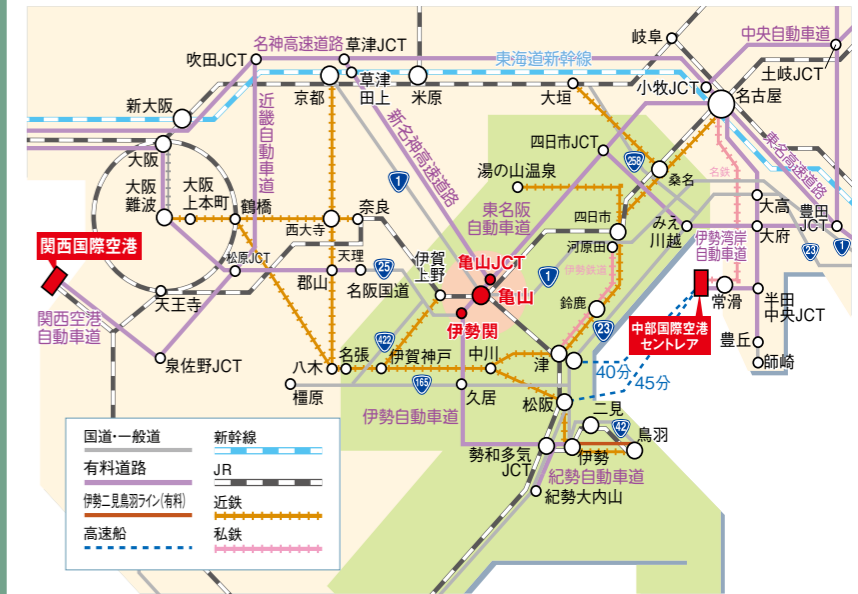 岐阜
中央自動車道
名神高速道路
草津JCT
吹田JCT
東海道新幹線
土岐JCT
草津
田上
京都
米原
大垣
小牧JCT
名古屋
新大阪
近畿自動車道
新名神高速道路
四日市JCT
東名高速道路
大阪
258
名鉄
桑名
湯の山温泉
1
大阪
難波
大阪
上本町
鶴橋
西大寺
奈良
東名阪
自動車道
四日市
みえ
川越
大高
豊田
JCT
大府
23
1
関西国際空港
松原JCT
天理
伊賀
上野
亀山JCT
河原田
伊勢湾岸
自動車道
伊勢鉄道
1
25
郡山
名阪国道
亀山
天王寺
鈴鹿
常滑
半田
中央JCT
伊勢関
23
中部国際空港
セントレア
関西空港
自動車道
422
豊丘
泉佐野JCT
八木
名張
伊賀神戸
中川
津
40分
師崎
45分
橿原
165
久居
松阪
二見
伊勢自動車道
42
鳥羽
国道・一般道
新幹線
有料道路
JR
伊勢二見鳥羽ライン(有料)
近鉄
高速船
私鉄
勢和多気
JCT
伊勢
紀勢自動車道
紀勢大内山